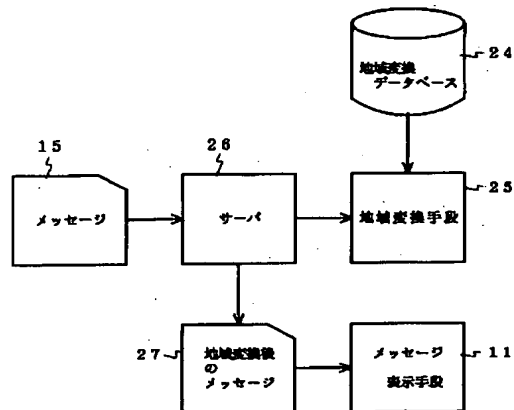 24
地域変換
データベース
15
26
25
メッセージ
サーバ
地域変換手段
27
地域変換後
の
メッセージ
メッセージ
表示手段
11